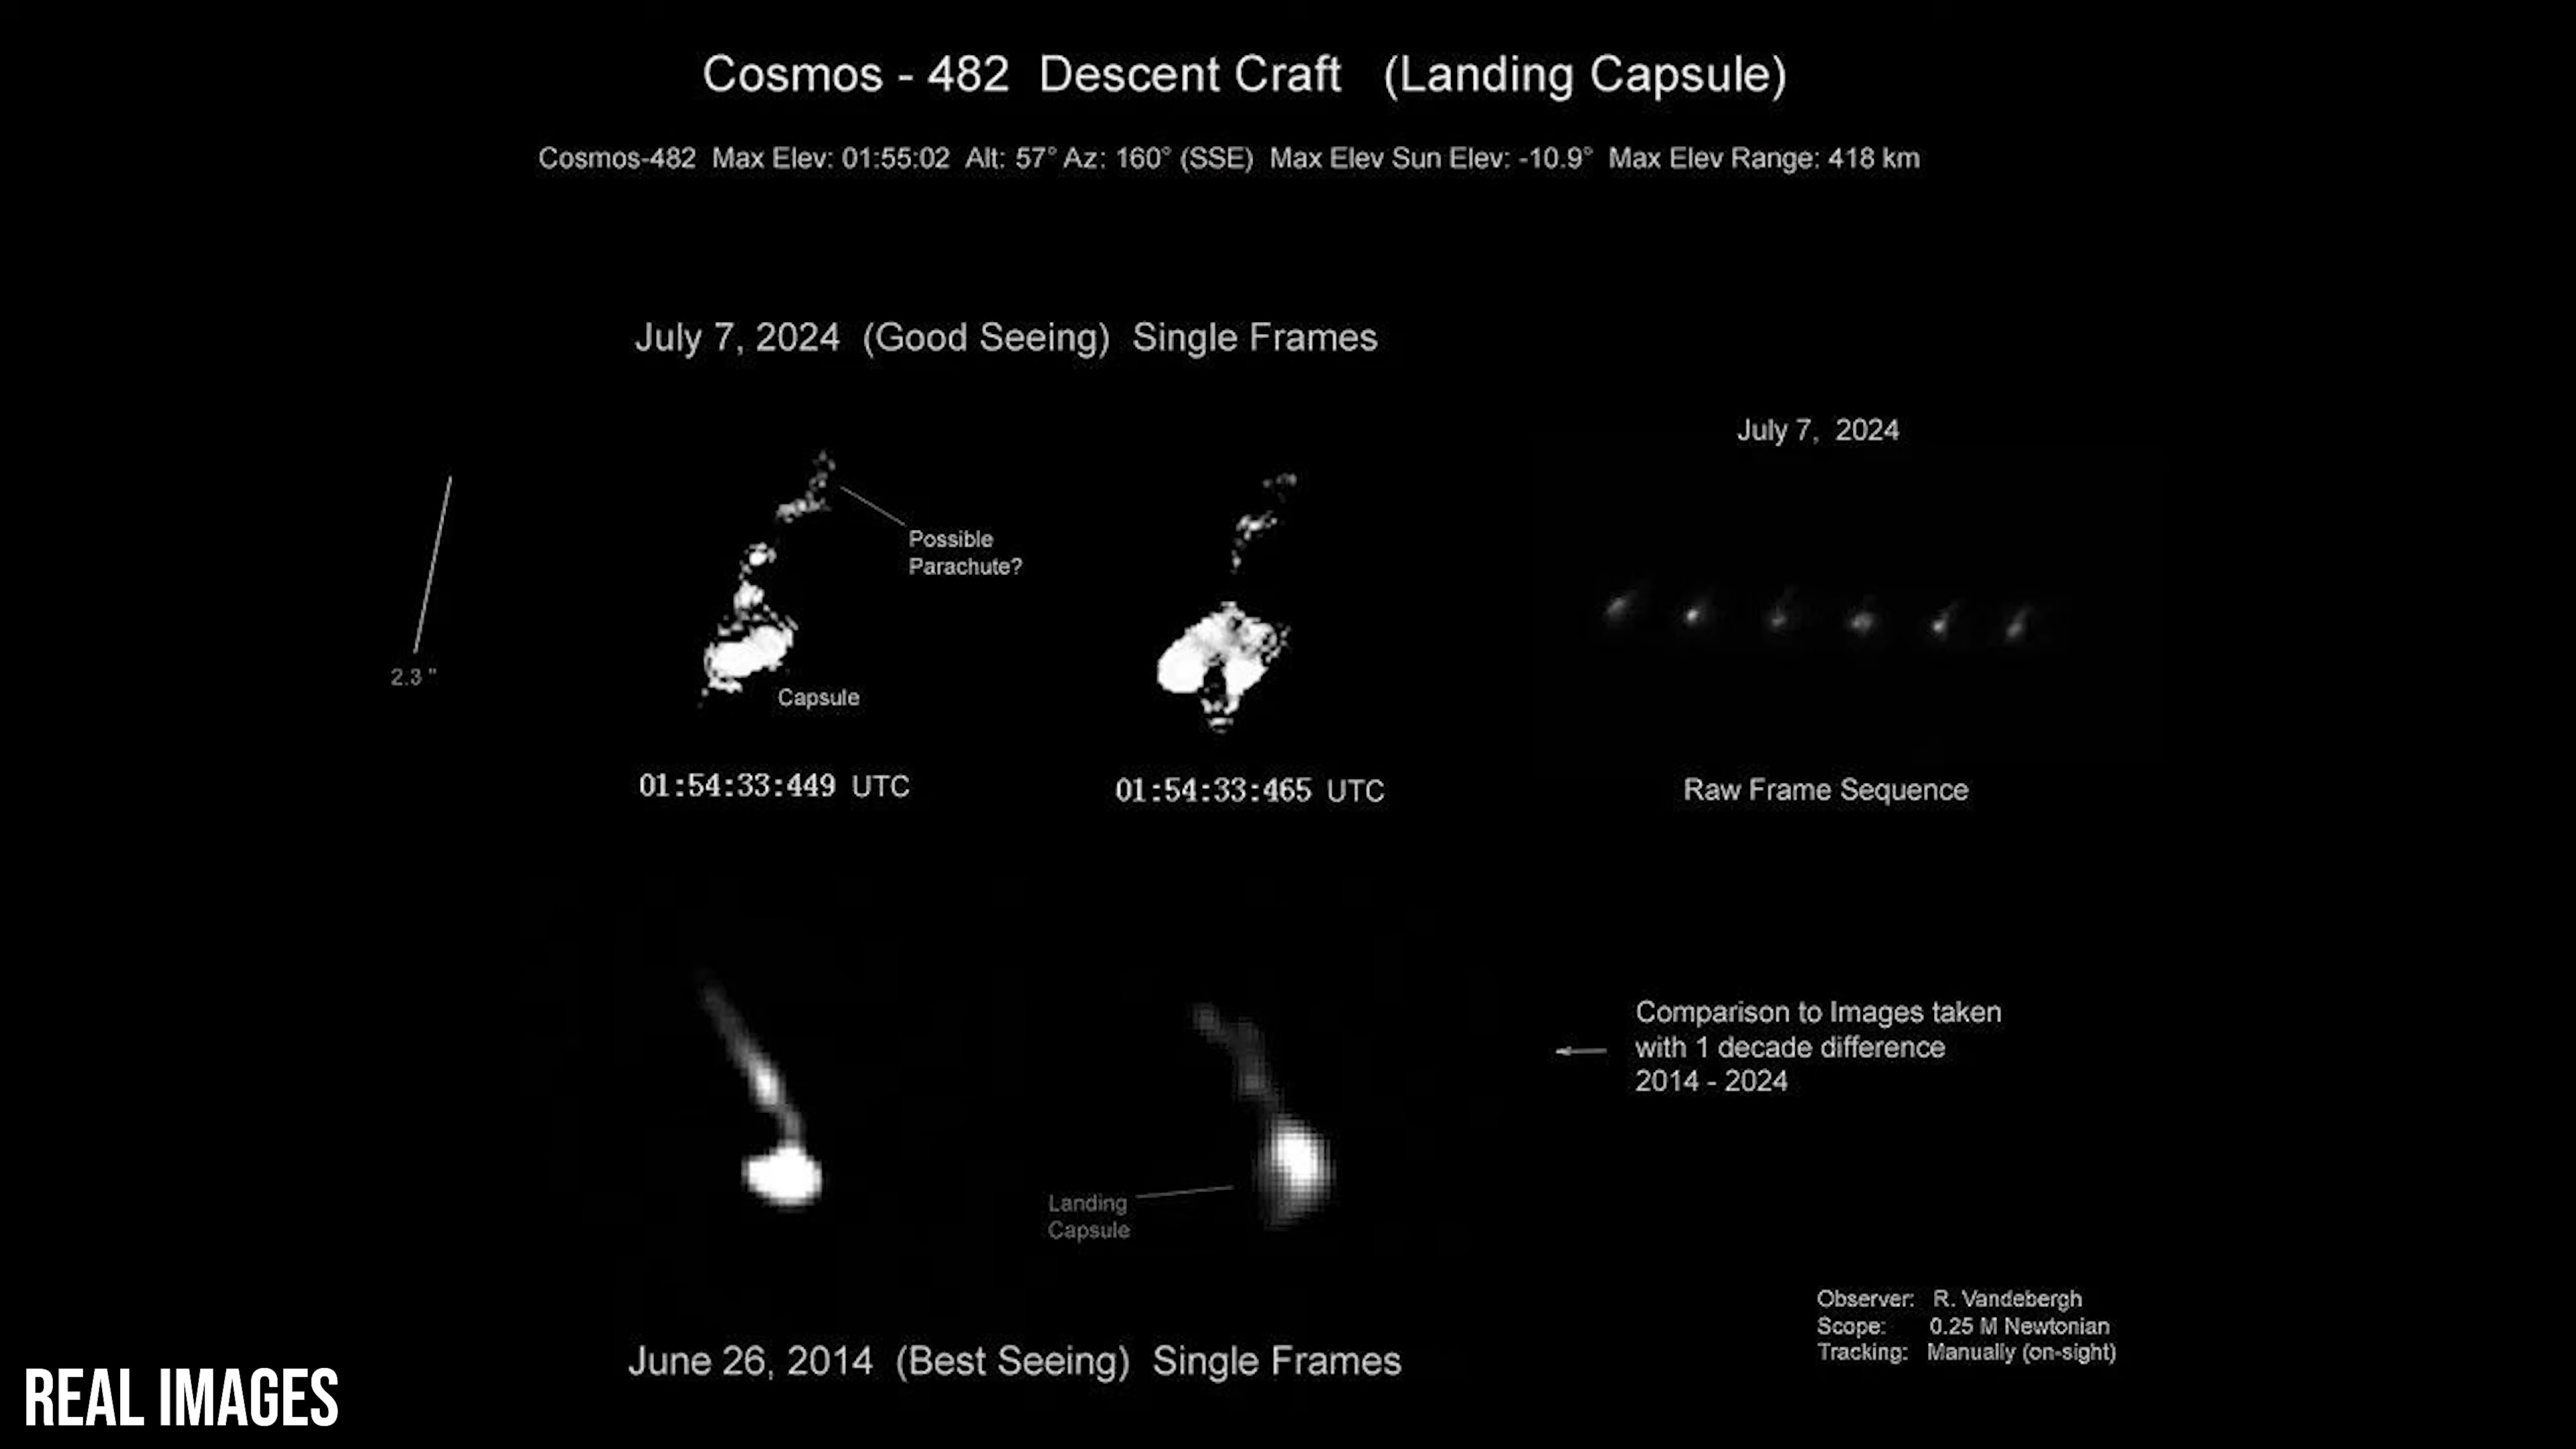 Cosmos - 482 Descent Craft (Landing Capsule)
Cosmos-482 Max Elev: 01:55:02 Alt: 57° Az: 160° (SSE) Max Elev Sun Elev: -10.9° Max Elev Range: 418 km
July 7, 2024 (Good Seeing) Single Frames
July 7, 2024
Possible
Parachute?
2.3 "
Capsule
01:54:33:449 UTC
01:54:33:465 UTC
Raw Frame Sequence
Comparison to Images taken
with 1 decade difference
2014 - 2024
Landing
Capsule
Observer: R. Vandebergh
Scope: 0.25 M Newtonian
Tracking: Manually (on-sight)
June 26, 2014 (Best Seeing) Single Frames
REAL IMAGES